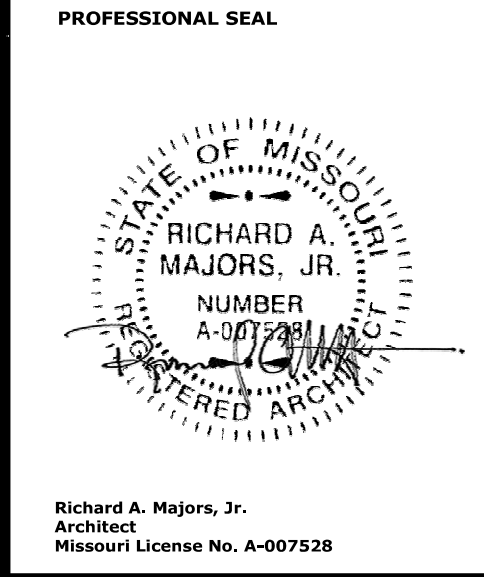 PROFESSIONAL SEAL
STATE OF MISSOURI
RICHARD A.
MAJORS, JR.
NUMBER
A-007528
REGISTERED ARCHITECT
Richard A. Majors, Jr.
Architect
Missouri License No. A-007528